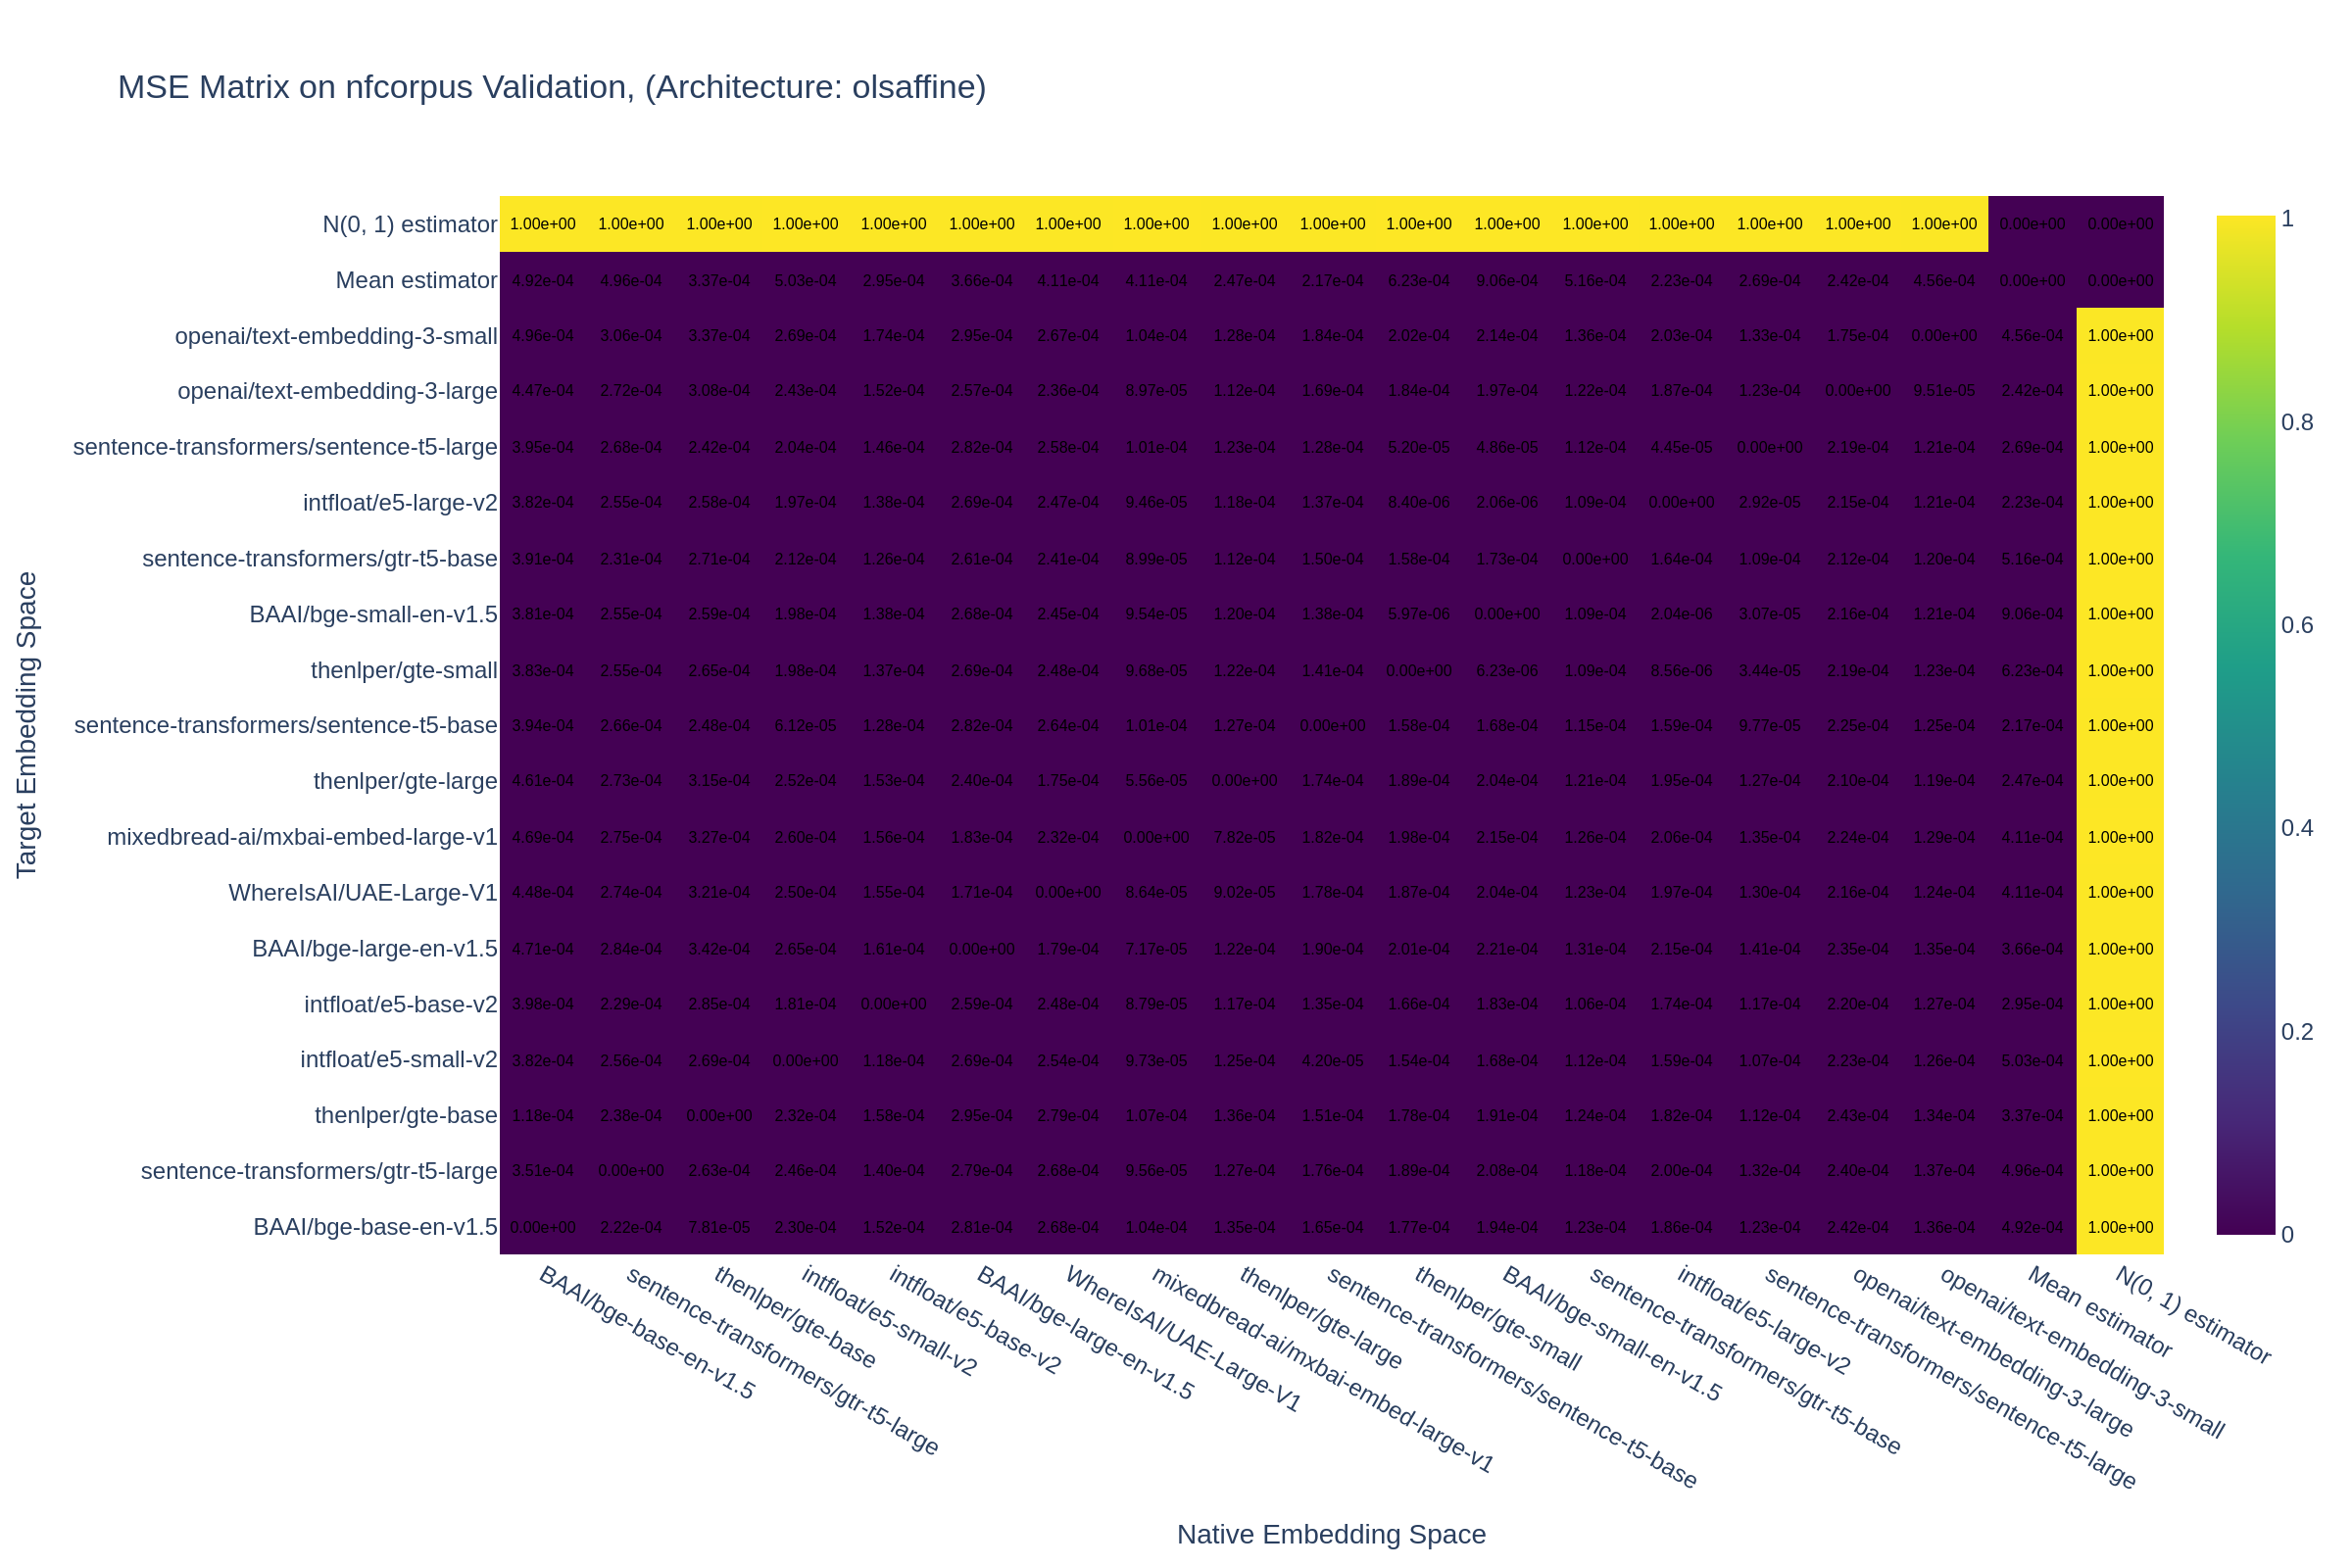 MSE Matrix on nfcorpus Validation, (Architecture: olsaffine)
N(0, 1) estimator 1.00e+00 1.00e+00 1.00e+00 1.00e+00 1.00e+00 1.00e+00 1.00e+00 1.00e+00 1.00e+00 1.00e+00 1.00e+00 1.00e+00 1.00e+00 1.00e+00 1.00e+00 1.00e+00 1.00e+00 0.00e+00 0.00e+00
Mean estimator 4.92e-04 4.96e-04 3.37e-04 5.03e-04 2.95e-04 3.66e-04 4.11e-04 4.11e-04 2.47e-04 2.17e-04 6.23e-04 9.06e-04 5.16e-04 2.23e-04 2.69e-04 2.42e-04 4.56e-04 0.00e+00 0.00e+00
openai/text-embedding-3-small 4.96e-04 3.06e-04 3.37e-04 2.69e-04 1.74e-04 2.95e-04 2.67e-04 1.04e-04 1.28e-04 1.84e-04 2.02e-04 2.14e-04 1.36e-04 2.03e-04 1.33e-04 1.75e-04 0.00e+00 4.56e-04 1.00e+00
openai/text-embedding-3-large 4.47e-04 2.72e-04 3.08e-04 2.43e-04 1.52e-04 2.57e-04 2.36e-04 8.97e-05 1.12e-04 1.69e-04 1.84e-04 1.97e-04 1.22e-04 1.87e-04 1.23e-04 0.00e+00 9.51e-05 2.42e-04 1.00e+00
sentence-transformers/sentence-t5-large 3.95e-04 2.68e-04 2.42e-04 2.04e-04 1.46e-04 2.82e-04 2.58e-04 1.01e-04 1.23e-04 1.28e-04 5.20e-05 4.86e-05 1.12e-04 4.45e-05 0.00e+00 2.19e-04 1.21e-04 2.69e-04 1.00e+00
intfloat/e5-large-v2 3.82e-04 2.55e-04 2.58e-04 1.97e-04 1.38e-04 2.69e-04 2.47e-04 9.46e-05 1.18e-04 1.37e-04 8.40e-06 2.06e-06 1.09e-04 0.00e+00 2.92e-05 2.15e-04 1.21e-04 2.23e-04 1.00e+00
sentence-transformers/gtr-t5-base 3.91e-04 2.31e-04 2.71e-04 2.12e-04 1.26e-04 2.61e-04 2.41e-04 8.99e-05 1.12e-04 1.50e-04 1.58e-04 1.73e-04 0.00e+00 1.64e-04 1.09e-04 2.12e-04 1.20e-04 5.16e-04 1.00e+00
BAAI/bge-small-en-v1.5 3.81e-04 2.55e-04 2.59e-04 1.98e-04 1.38e-04 2.68e-04 2.45e-04 9.54e-05 1.20e-04 1.38e-04 5.97e-06 0.00e+00 1.09e-04 2.04e-06 3.07e-05 2.16e-04 1.21e-04 9.06e-04 1.00e+00
thenlper/gte-small 3.83e-04 2.55e-04 2.65e-04 1.98e-04 1.37e-04 2.69e-04 2.48e-04 9.68e-05 1.22e-04 1.41e-04 0.00e+00 6.23e-06 1.09e-04 8.56e-06 3.44e-05 2.19e-04 1.23e-04 6.23e-04 1.00e+00
sentence-transformers/sentence-t5-base 3.94e-04 2.66e-04 2.48e-04 6.12e-05 1.28e-04 2.82e-04 2.64e-04 1.01e-04 1.27e-04 0.00e+00 1.58e-04 1.68e-04 1.15e-04 1.59e-04 9.77e-05 2.25e-04 1.25e-04 2.17e-04 1.00e+00
thenlper/gte-large 4.61e-04 2.73e-04 3.15e-04 2.52e-04 1.53e-04 2.40e-04 1.75e-04 5.56e-05 0.00e+00 1.74e-04 1.89e-04 2.04e-04 1.21e-04 1.95e-04 1.27e-04 2.10e-04 1.19e-04 2.47e-04 1.00e+00
mixedbread-ai/mxbai-embed-large-v1 4.69e-04 2.75e-04 3.27e-04 2.60e-04 1.56e-04 1.83e-04 2.32e-04 0.00e+00 7.82e-05 1.82e-04 1.98e-04 2.15e-04 1.26e-04 2.06e-04 1.35e-04 2.24e-04 1.29e-04 4.11e-04 1.00e+00
WhereIsAI/UAE-Large-V1 4.48e-04 2.74e-04 3.21e-04 2.50e-04 1.55e-04 1.71e-04 0.00e+00 8.64e-05 9.02e-05 1.78e-04 1.87e-04 2.04e-04 1.23e-04 1.97e-04 1.30e-04 2.16e-04 1.24e-04 4.11e-04 1.00e+00
BAAI/bge-large-en-v1.5 4.71e-04 2.84e-04 3.42e-04 2.65e-04 1.61e-04 0.00e+00 1.79e-04 7.17e-05 1.22e-04 1.90e-04 2.01e-04 2.21e-04 1.31e-04 2.15e-04 1.41e-04 2.35e-04 1.35e-04 3.66e-04 1.00e+00
intfloat/e5-base-v2 3.98e-04 2.29e-04 2.85e-04 1.81e-04 0.00e+00 2.59e-04 2.48e-04 8.79e-05 1.17e-04 1.35e-04 1.66e-04 1.83e-04 1.06e-04 1.74e-04 1.17e-04 2.20e-04 1.27e-04 2.95e-04 1.00e+00
intfloat/e5-small-v2 3.82e-04 2.56e-04 2.69e-04 0.00e+00 1.18e-04 2.69e-04 2.54e-04 9.73e-05 1.25e-04 4.20e-05 1.54e-04 1.68e-04 1.12e-04 1.59e-04 1.07e-04 2.23e-04 1.26e-04 5.03e-04 1.00e+00
thenlper/gte-base 1.18e-04 2.38e-04 0.00e+00 2.32e-04 1.58e-04 2.95e-04 2.79e-04 1.07e-04 1.36e-04 1.51e-04 1.78e-04 1.91e-04 1.24e-04 1.82e-04 1.12e-04 2.43e-04 1.34e-04 3.37e-04 1.00e+00
sentence-transformers/gtr-t5-large 3.51e-04 0.00e+00 2.63e-04 2.46e-04 1.40e-04 2.79e-04 2.68e-04 9.56e-05 1.27e-04 1.76e-04 1.89e-04 2.08e-04 1.18e-04 2.00e-04 1.32e-04 2.40e-04 1.37e-04 4.96e-04 1.00e+00
BAAI/bge-base-en-v1.5 0.00e+00 2.22e-04 7.81e-05 2.30e-04 1.52e-04 2.81e-04 2.68e-04 1.04e-04 1.35e-04 1.65e-04 1.77e-04 1.94e-04 1.23e-04 1.86e-04 1.23e-04 2.42e-04 1.36e-04 4.92e-04 1.00e+00
Target Embedding Space
BAAI/bge-base-en-v1.5
sentence-transformers/gtr-t5-large
thenlper/gte-base
intfloat/e5-small-v2
intfloat/e5-base-v2
BAAI/bge-large-en-v1.5
WhereIsAI/UAE-Large-V1
mixedbread-ai/mxbai-embed-large-v1
thenlper/gte-large
sentence-transformers/sentence-t5-base
thenlper/gte-small
BAAI/bge-small-en-v1.5
sentence-transformers/gtr-t5-base
intfloat/e5-large-v2
sentence-transformers/sentence-t5-large
openai/text-embedding-3-large
openai/text-embedding-3-small
Mean estimator
N(0, 1) estimator
Native Embedding Space
1
0.8
0.6
0.4
0.2
0